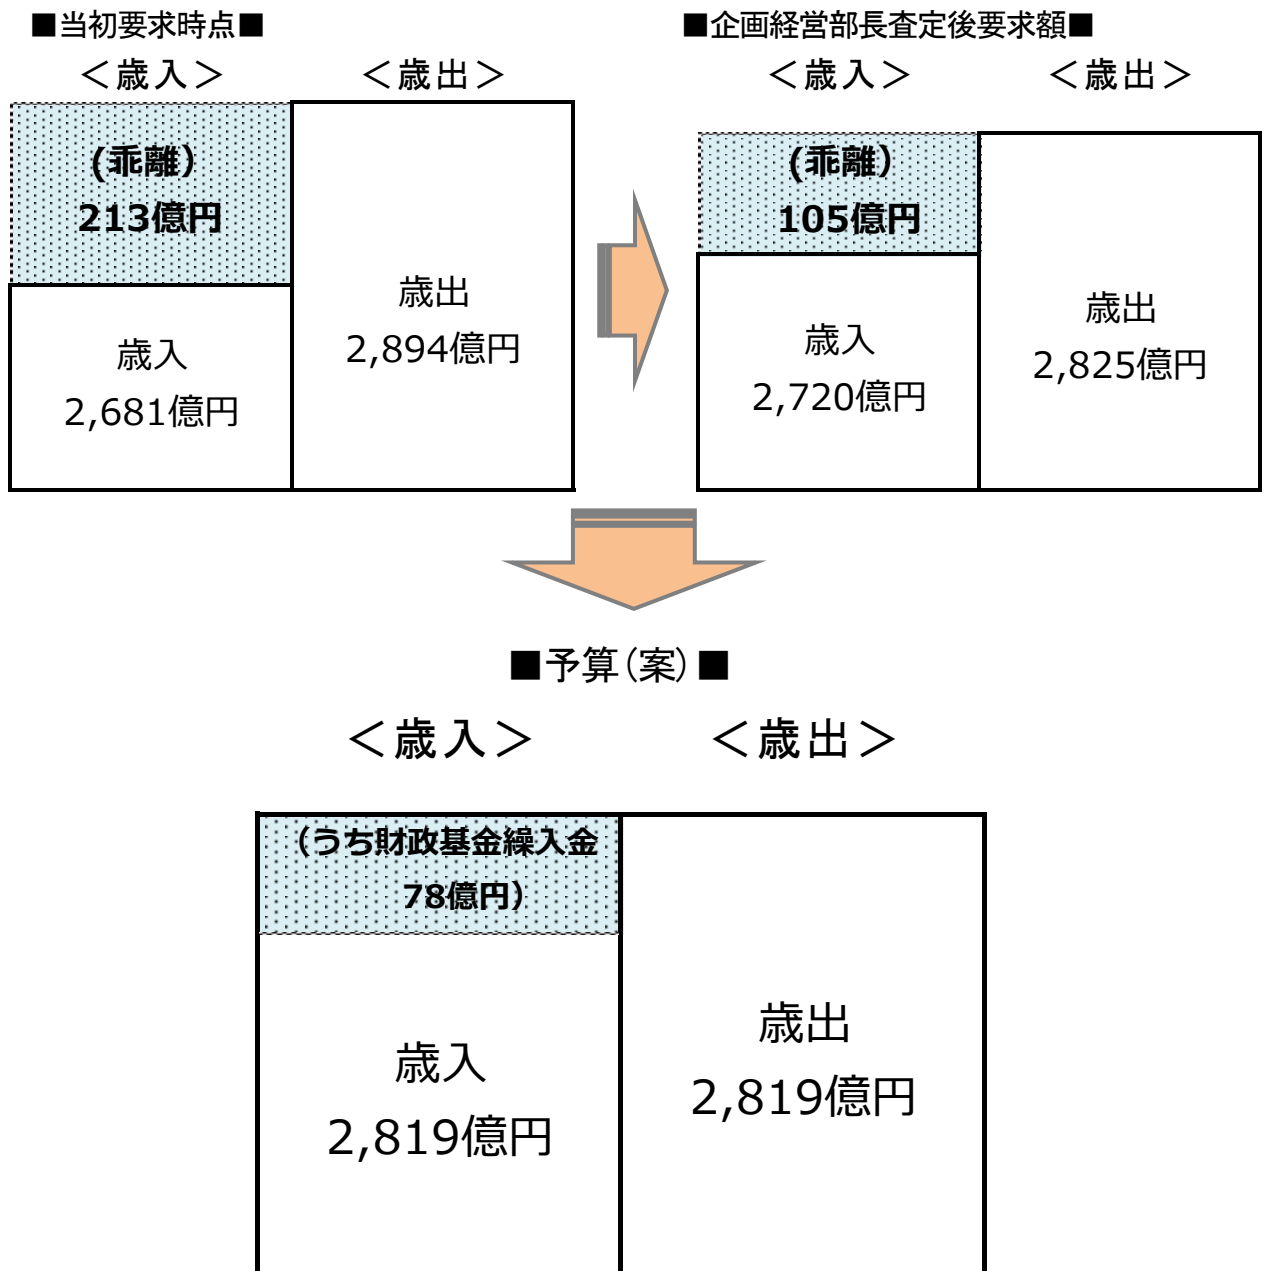 ■当初要求時点■
＜歳入＞
＜歳出＞
(乖離)
213億円
歳入
2,681億円
歳出
2,894億円
■企画経営部長査定後要求額■
＜歳入＞
＜歳出＞
(乖離)
105億円
歳入
2,720億円
歳出
2,825億円
■予算(案)■
＜歳入＞
＜歳出＞
(うち財政基金繰入金
78億円)
歳入
2,819億円
歳出
2,819億円